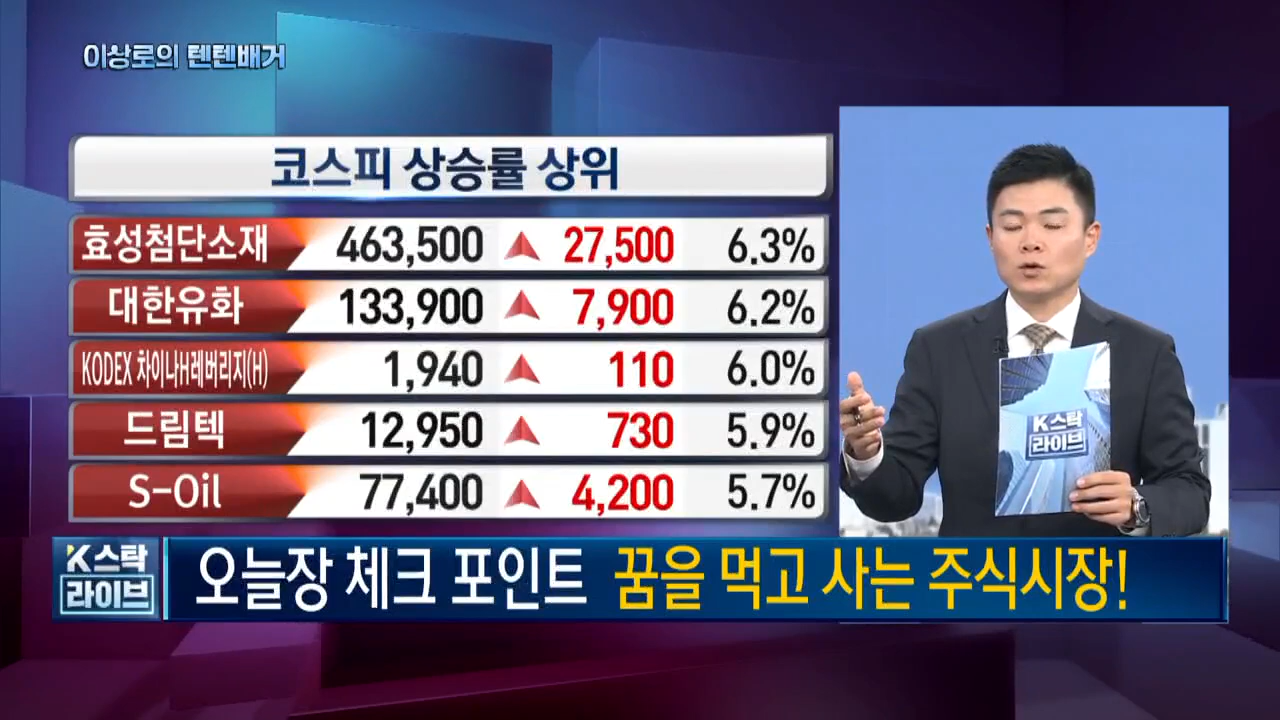 이상로의 텐텐배거
코스피 상승률 상위
효성첨단소재 463,500 ▲ 27,500 6.3%
대한유화 133,900 ▲ 7,900 6.2%
KODEX 차이나H레버리지(H) 1,940 ▲ 110 6.0%
드림텍 12,950 ▲ 730 5.9%
S-Oil 77,400 ▲ 4,200 5.7%
K스탁
라이브
K스탁
라이브
오늘장 체크 포인트 꿈을 먹고 사는 주식시장!